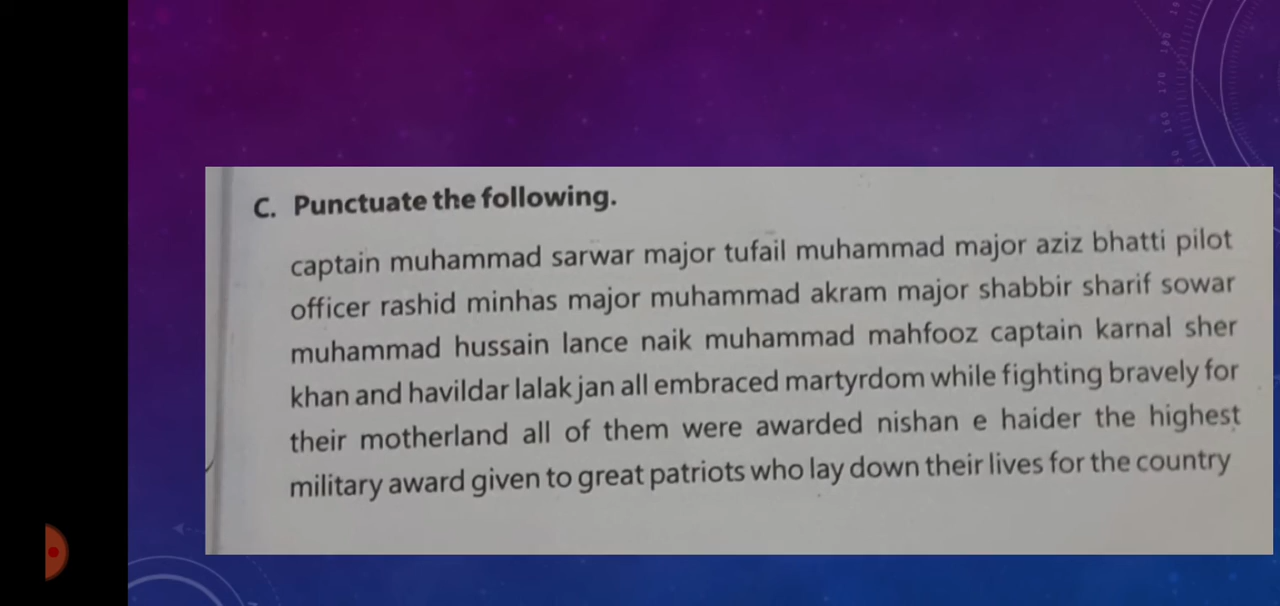 C. Punctuate the following.
captain muhammad sarwar major tufail muhammad major aziz bhatti pilot
officer rashid minhas major muhammad akram major shabbir sharif sowar
muhammad hussain lance naik muhammad mahfooz captain karnal sher
khan and havildar lalak jan all embraced martyrdom while fighting bravely for
their motherland all of them were awarded nishan e haider the highest
military award given to great patriots who lay down their lives for the country
160 170 180